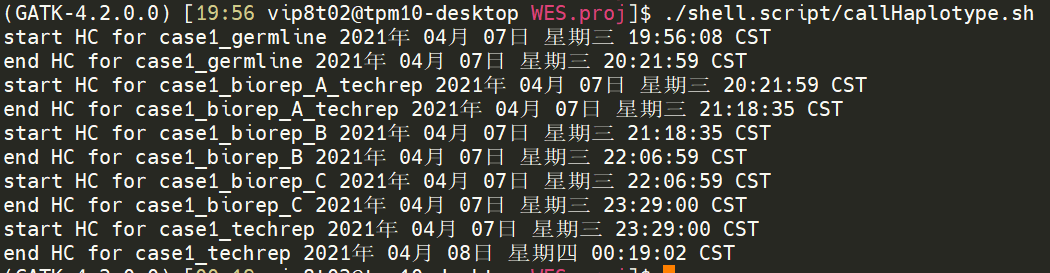 (GATK-4.2.0.0) [19:56 vip8t02@tpm10-desktop WES.proj]$ ./shell.script/callHaplotype.sh
start HC for case1_germline 2021年 04月 07日 星期三 19:56:08 CST
end HC for case1_germline 2021年 04月 07日 星期三 20:21:59 CST
start HC for case1_biorep_A_techrep 2021年 04月 07日 星期三 20:21:59 CST
end HC for case1_biorep_A_techrep 2021年 04月 07日 星期三 21:18:35 CST
start HC for case1_biorep_B 2021年 04月 07日 星期三 21:18:35 CST
end HC for case1_biorep_B 2021年 04月 07日 星期三 22:06:59 CST
start HC for case1_biorep_C 2021年 04月 07日 星期三 22:06:59 CST
end HC for case1_biorep_C 2021年 04月 07日 星期三 23:29:00 CST
start HC for case1_techrep 2021年 04月 07日 星期三 23:29:00 CST
end HC for case1_techrep 2021年 04月 08日 星期四 00:19:02 CST
(GATK-4.2.0.0) [00:19 vip8t02@tpm10-desktop WES.proj]$